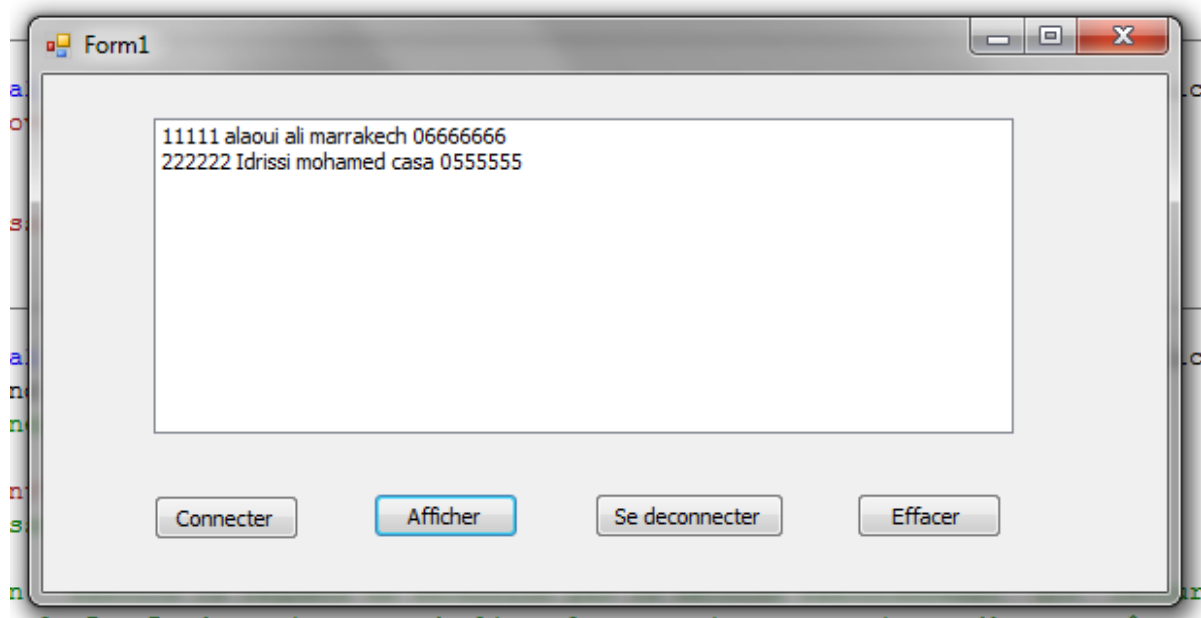 Form1
11111 alaoui ali marrakech 06666666
222222 Idrissi mohamed casa 0555555
Connecter Afficher Se deconnecter Effacer